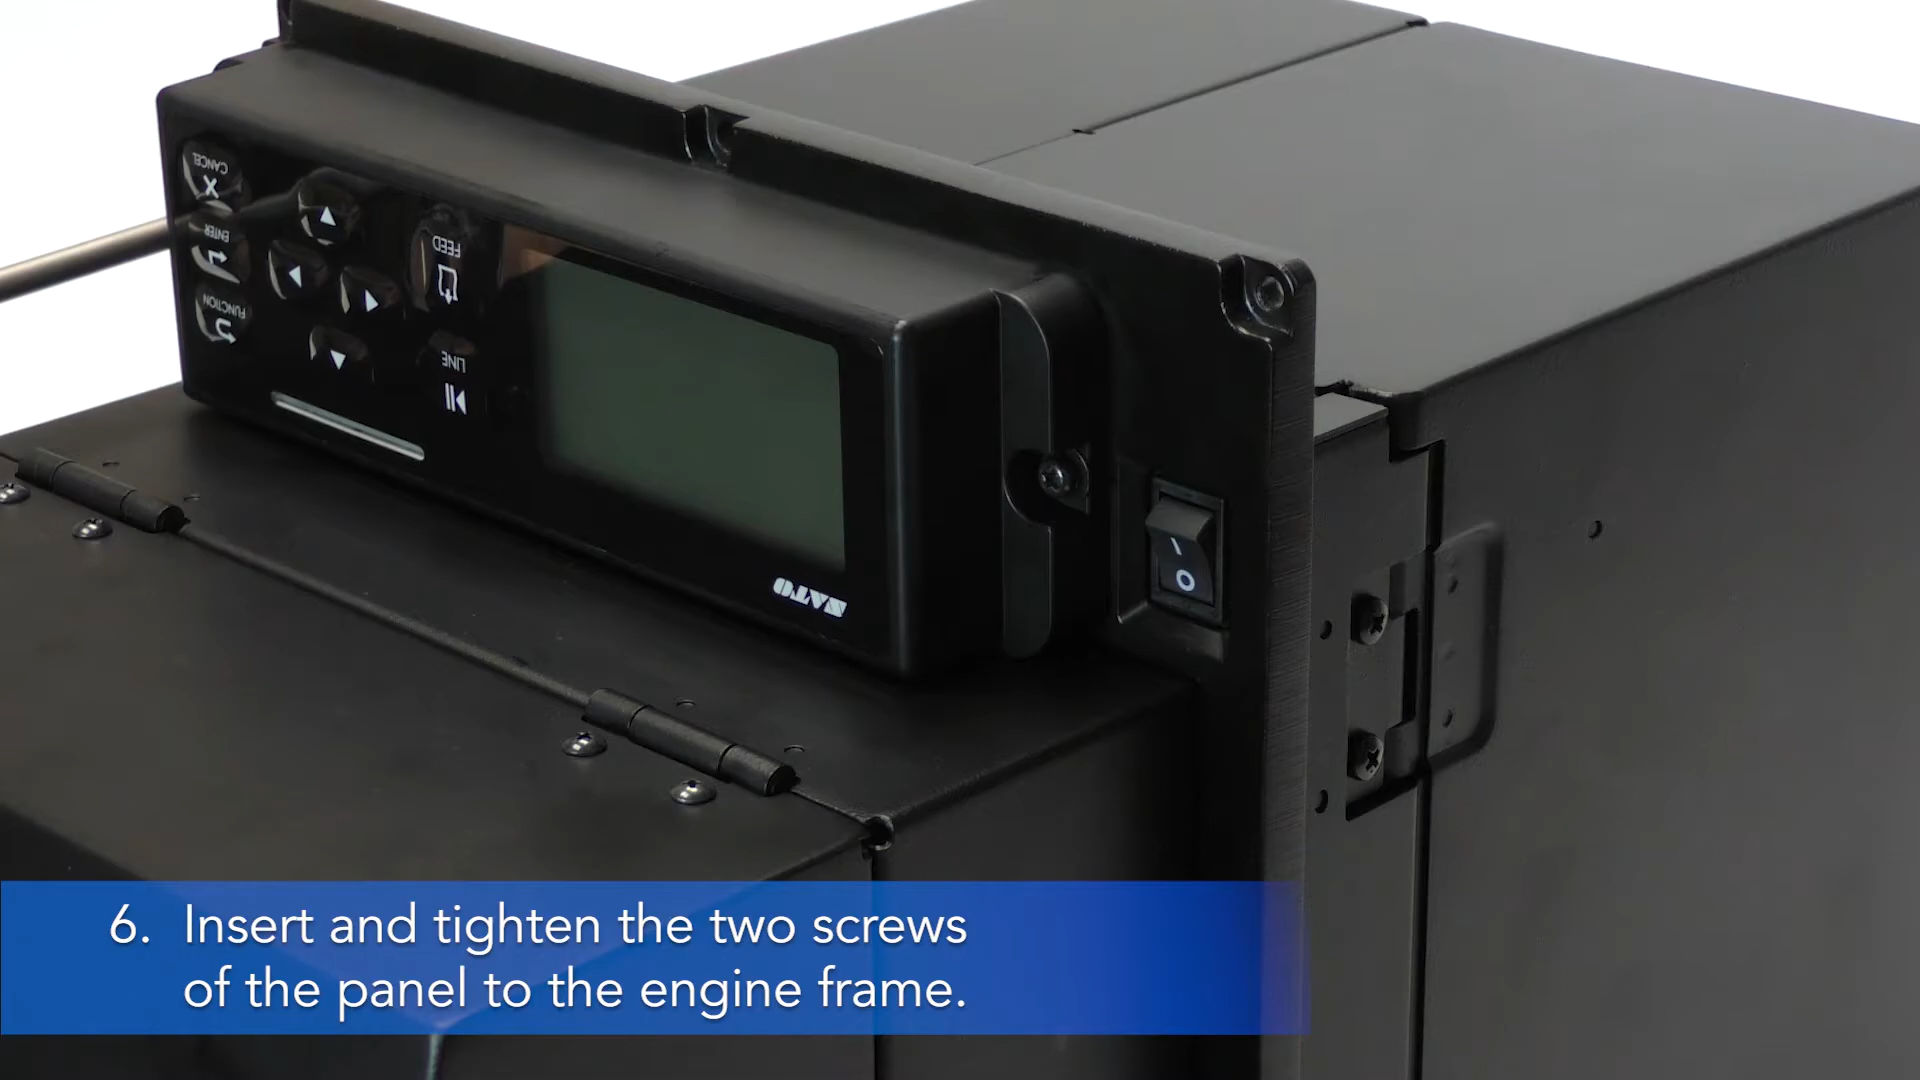 CANCEL
ENTER
FUNCTION
FEED
LINE
SATO
I
O
6. Insert and tighten the two screws
of the panel to the engine frame.